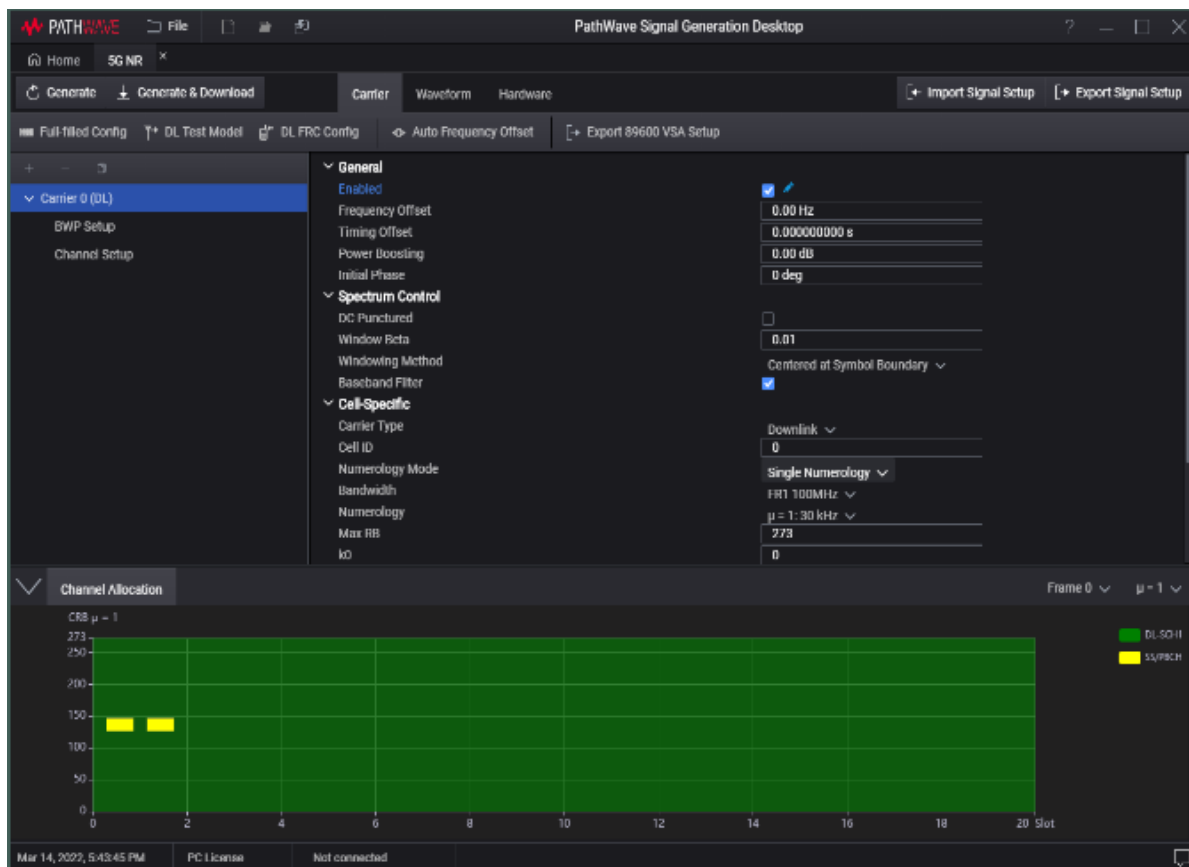 PATHWAVE File PathWave Signal Generation Desktop ?
Home 5G NR ×
Generate Generate & Download Carrier Waveform Hardware Import Signal Setup Export Signal Setup
Full-filled Config DL Test Model DL FRC Config Auto Frequency Offset Export 89600 VSA Setup
General
Enabled
Carrier 0 (DL)
Frequency Offset 0.00 Hz
BWP Setup
Timing Offset 0.000000000 s
Channel Setup
Power Boosting 0.00 dB
Initial Phase 0 deg
Spectrum Control
DC Punctured
Window Beta 0.01
Windowing Method Centered at Symbol Boundary
Baseband Filter
Cell-Specific
Carrier Type Downlink
Cell ID 0
Numerology Mode Single Numerology
Bandwidth FR1 100MHz
Numerology μ = 1: 30 kHz
Max RB 273
k0 0
Channel Allocation Frame 0 μ = 1
CRB μ = 1
273
250
200
150
100
50
0
0 2 4 6 8 10 12 14 16 18 20 Slot
DL-SCH1
SS/PBCH
Mar 14, 2022, 5:43:45 PM PC License Not connected